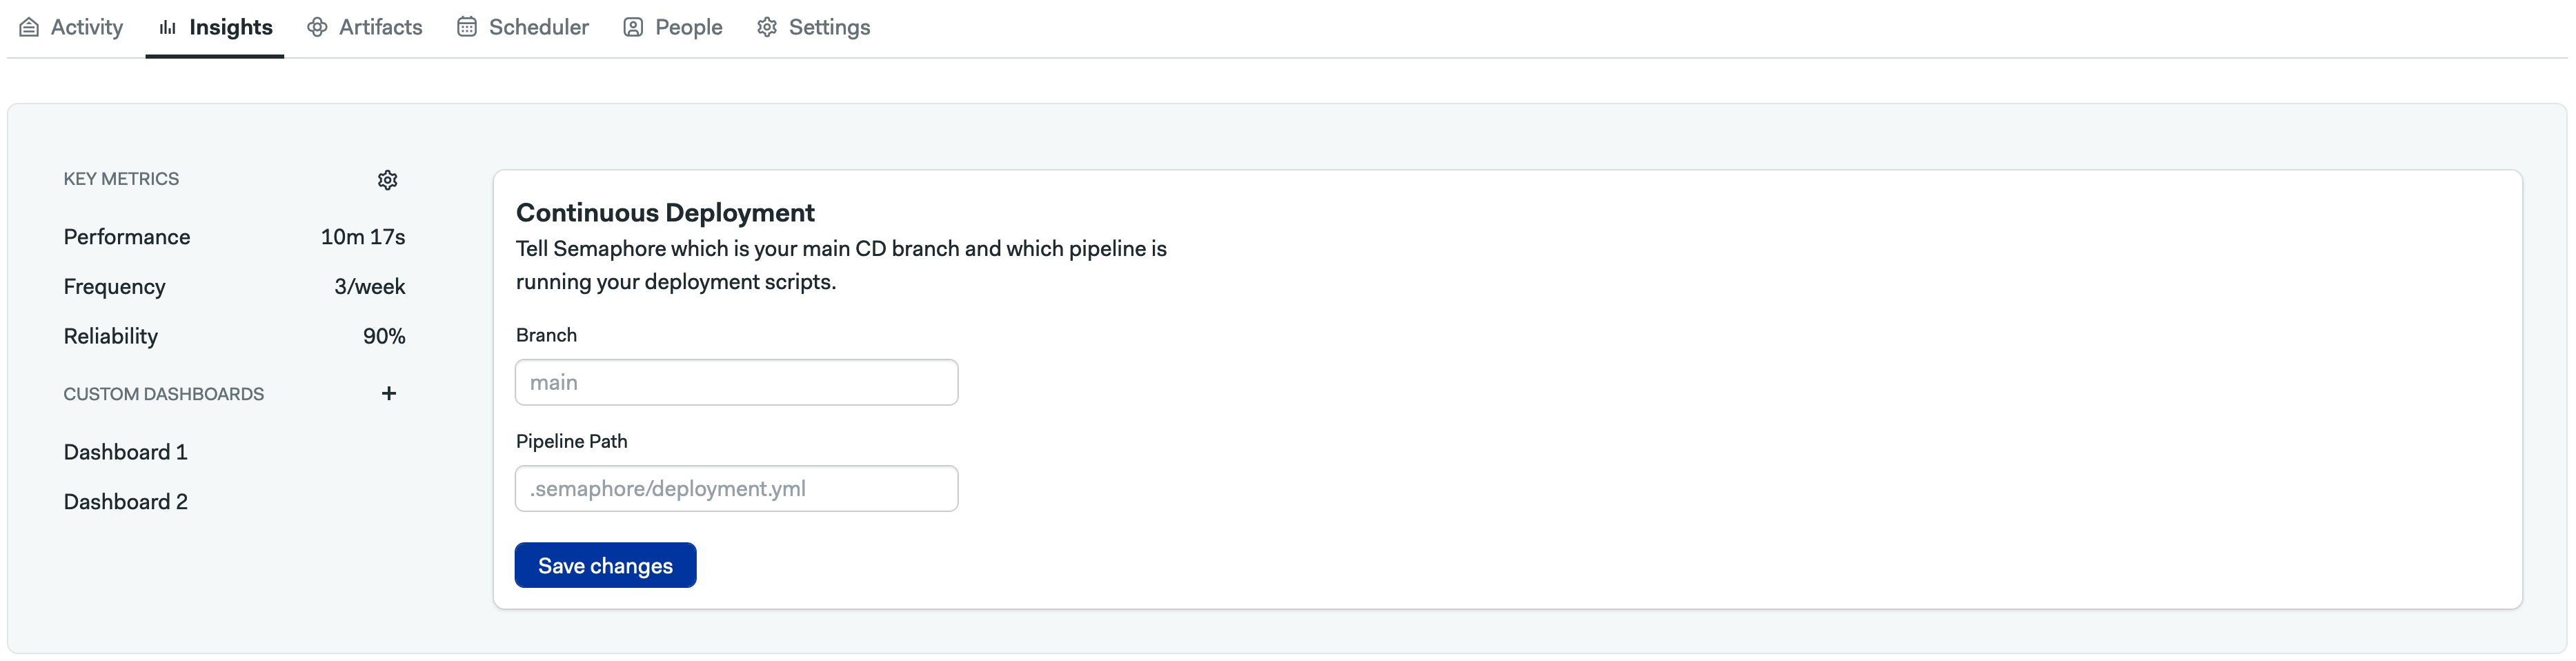 Activity Insights Artifacts Scheduler People Settings
KEY METRICS
Performance 10m 17s
Frequency 3/week
Reliability 90%
CUSTOM DASHBOARDS +
Dashboard 1
Dashboard 2
Continuous Deployment
Tell Semaphore which is your main CD branch and which pipeline is
running your deployment scripts.
Branch
main
Pipeline Path
.semaphore/deployment.yml
Save changes